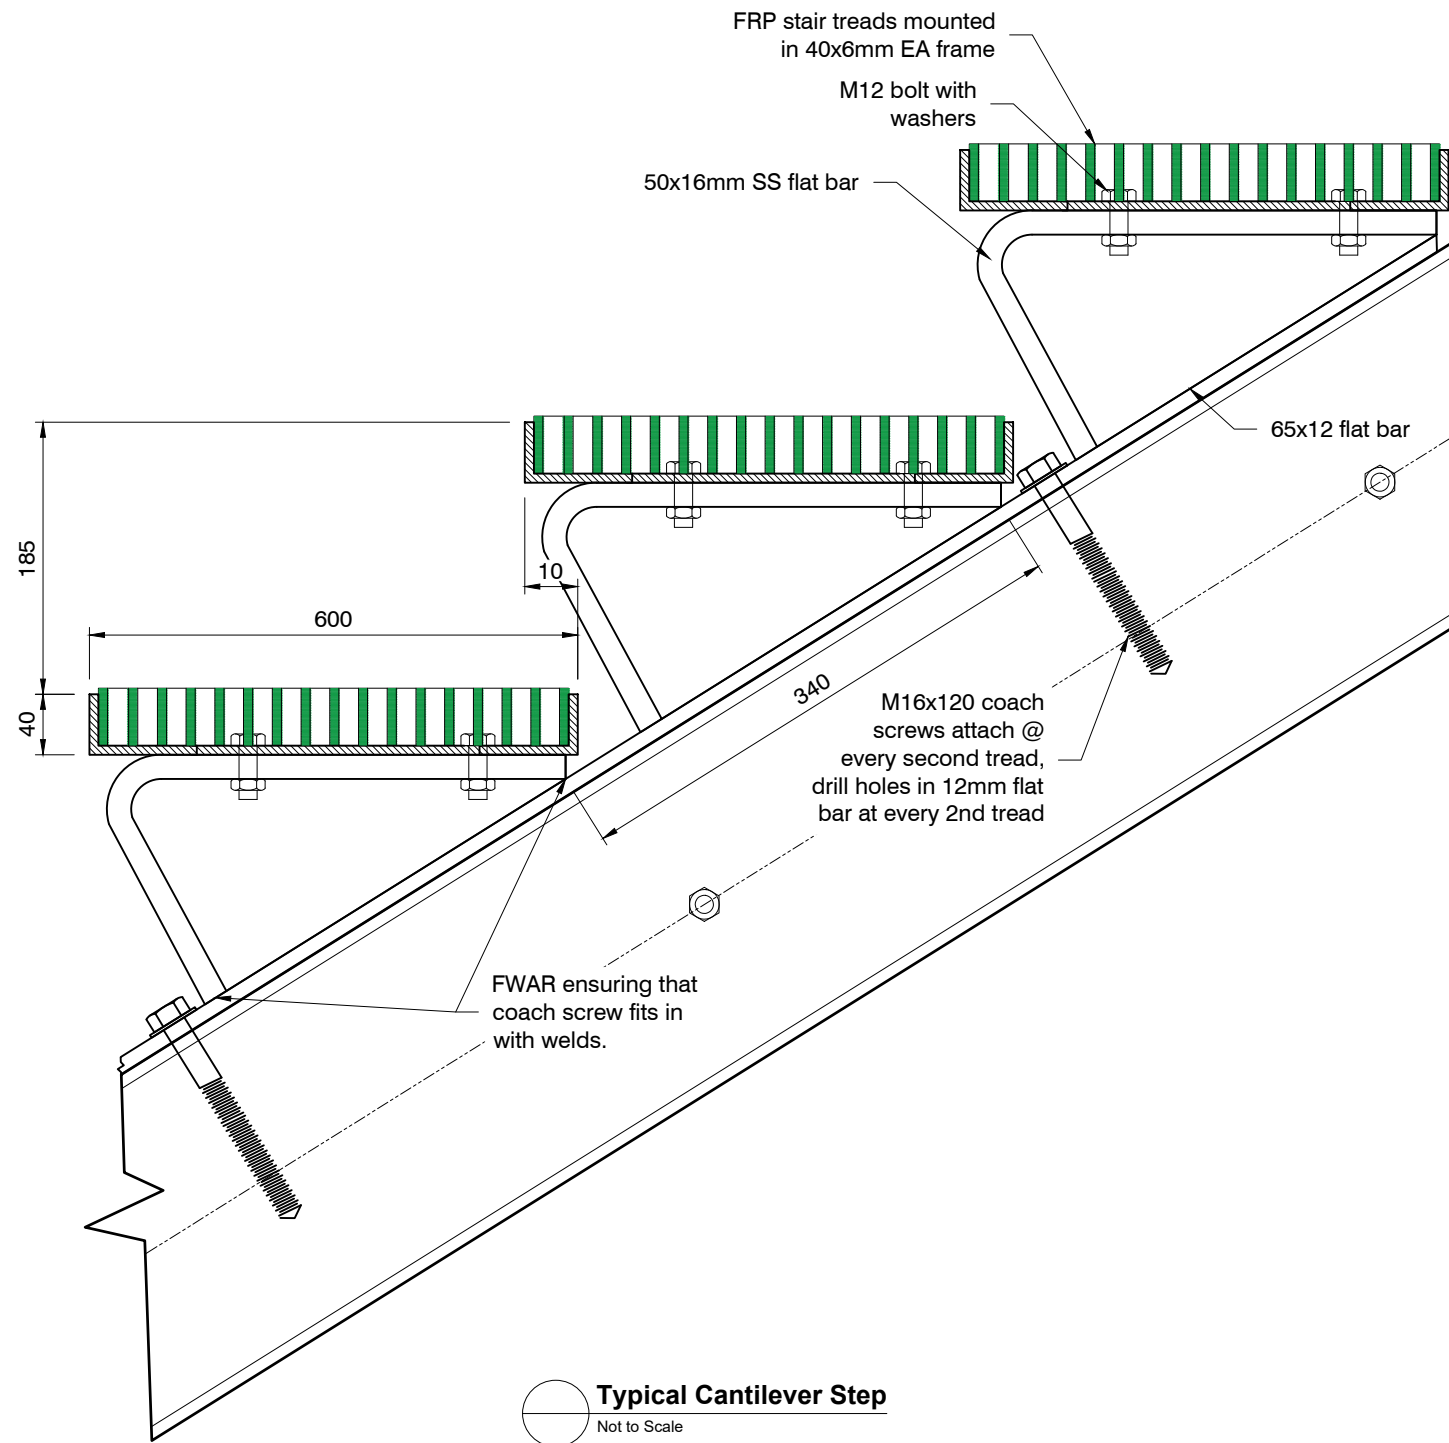 FRP stair treads mounted
in 40x6mm EA frame
M12 bolt with
washers
50x16mm SS flat bar
65x12 flat bar
185
10
600
40
340
M16x120 coach
screws attach @
every second tread,
drill holes in 12mm flat
bar at every 2nd tread
FWAR ensuring that
coach screw fits in
with welds.
Typical Cantilever Step
Not to Scale